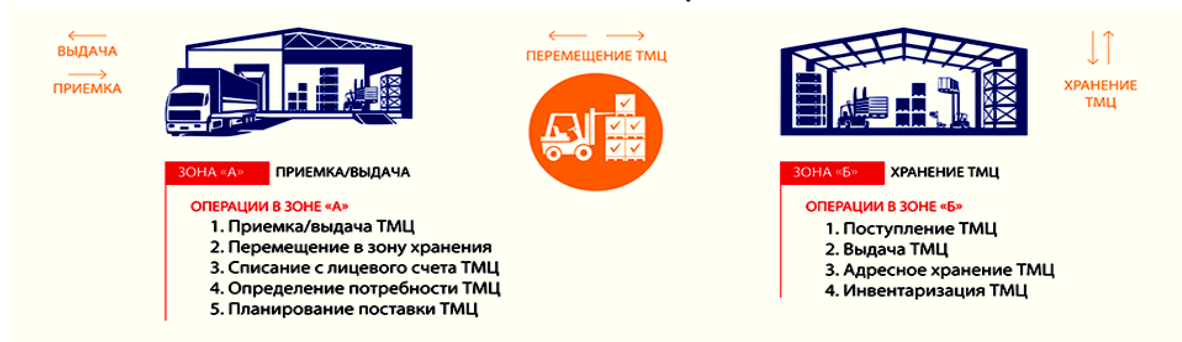 ВЫДАЧА
ПРИЕМКА
ПЕРЕМЕЩЕНИЕ ТМЦ
ХРАНЕНИЕ
ТМЦ
ЗОНА «А» ПРИЕМКА/ВЫДАЧА
ОПЕРАЦИИ В ЗОНЕ «А»
1. Приемка/выдача ТМЦ
2. Перемещение в зону хранения
3. Списание с лицевого счета ТМЦ
4. Определение потребности ТМЦ
5. Планирование поставки ТМЦ
ЗОНА «Б» ХРАНЕНИЕ ТМЦ
ОПЕРАЦИИ В ЗОНЕ «Б»
1. Поступление ТМЦ
2. Выдача ТМЦ
3. Адресное хранение ТМЦ
4. Инвентаризация ТМЦ